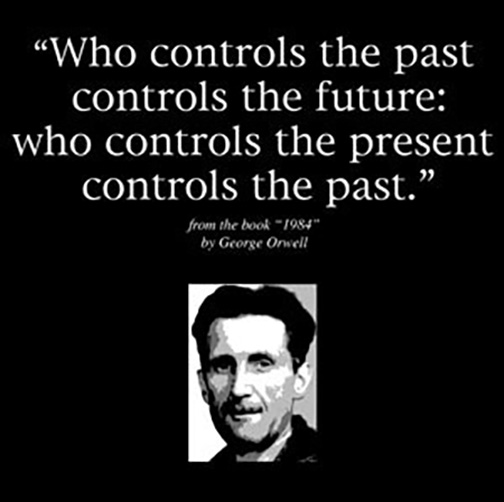 “Who controls the past
controls the future:
who controls the present
controls the past.”
from the book "1984"
by George Orwell